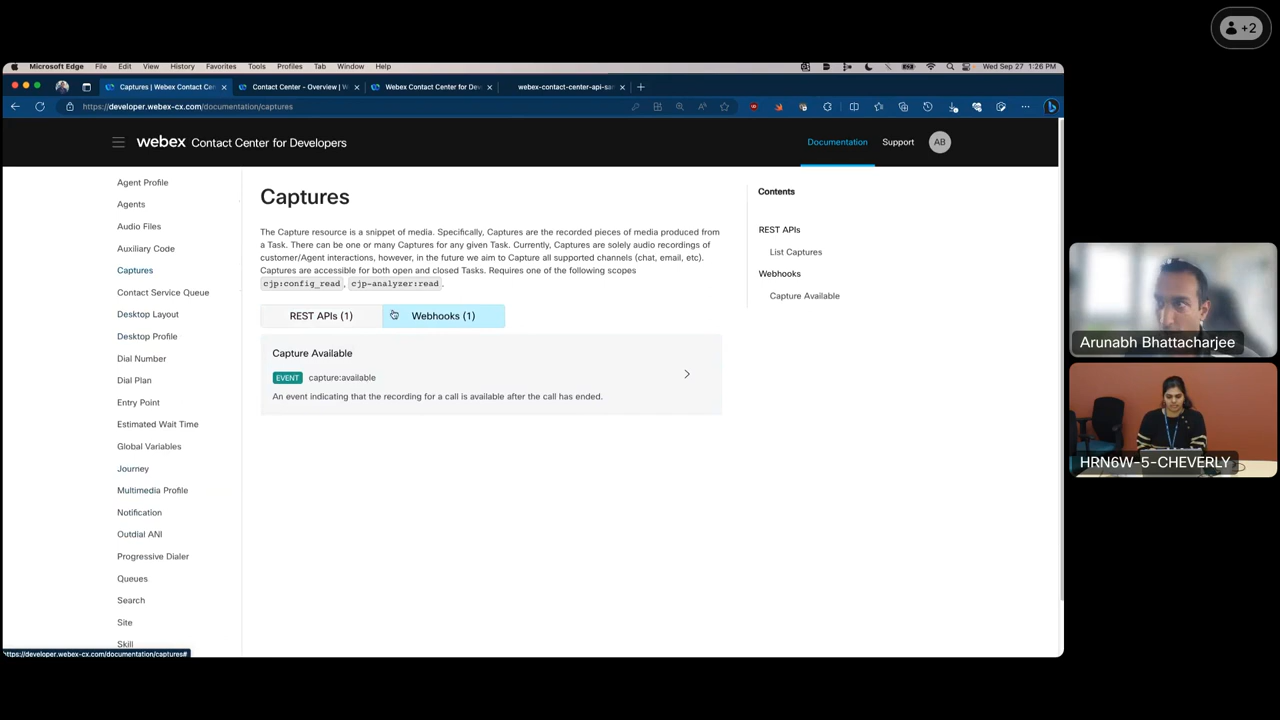 +2
Microsoft Edge File Edit View History Favorites Tools Profiles Tab Window Help Wed Sep 27 1:26 PM
Captures | Webex Contact Cen Contact Center - Overview | W Webex Contact Center for Dev webex-contact-center-api-sam
https://developer.webex-cx.com/documentation/captures
webex Contact Center for Developers
Documentation Support AB
Agent Profile
Agents
Audio Files
Auxiliary Code
Captures
Contact Service Queue
Desktop Layout
Desktop Profile
Dial Number
Dial Plan
Entry Point
Estimated Wait Time
Global Variables
Journey
Multimedia Profile
Notification
Outdial ANI
Progressive Dialer
Queues
Search
Site
Skill
https://developer.webex-cx.com/documentation/captures#
Captures
The Capture resource is a snippet of media. Specifically, Captures are the recorded pieces of media produced from
a Task. There can be one or many Captures for any given Task. Currently, Captures are solely audio recordings of
customer/Agent interactions, however, in the future we aim to Capture all supported channels (chat, email, etc).
Captures are accessible for both open and closed Tasks. Requires one of the following scopes
cjp:config_read , cjp-analyzer:read .
REST APIs (1) Webhooks (1)
Capture Available
EVENT capture:available
An event indicating that the recording for a call is available after the call has ended.
Contents
REST APIs
List Captures
Webhooks
Capture Available
Arunabh Bhattacharjee
HRN6W-5-CHEVERLY